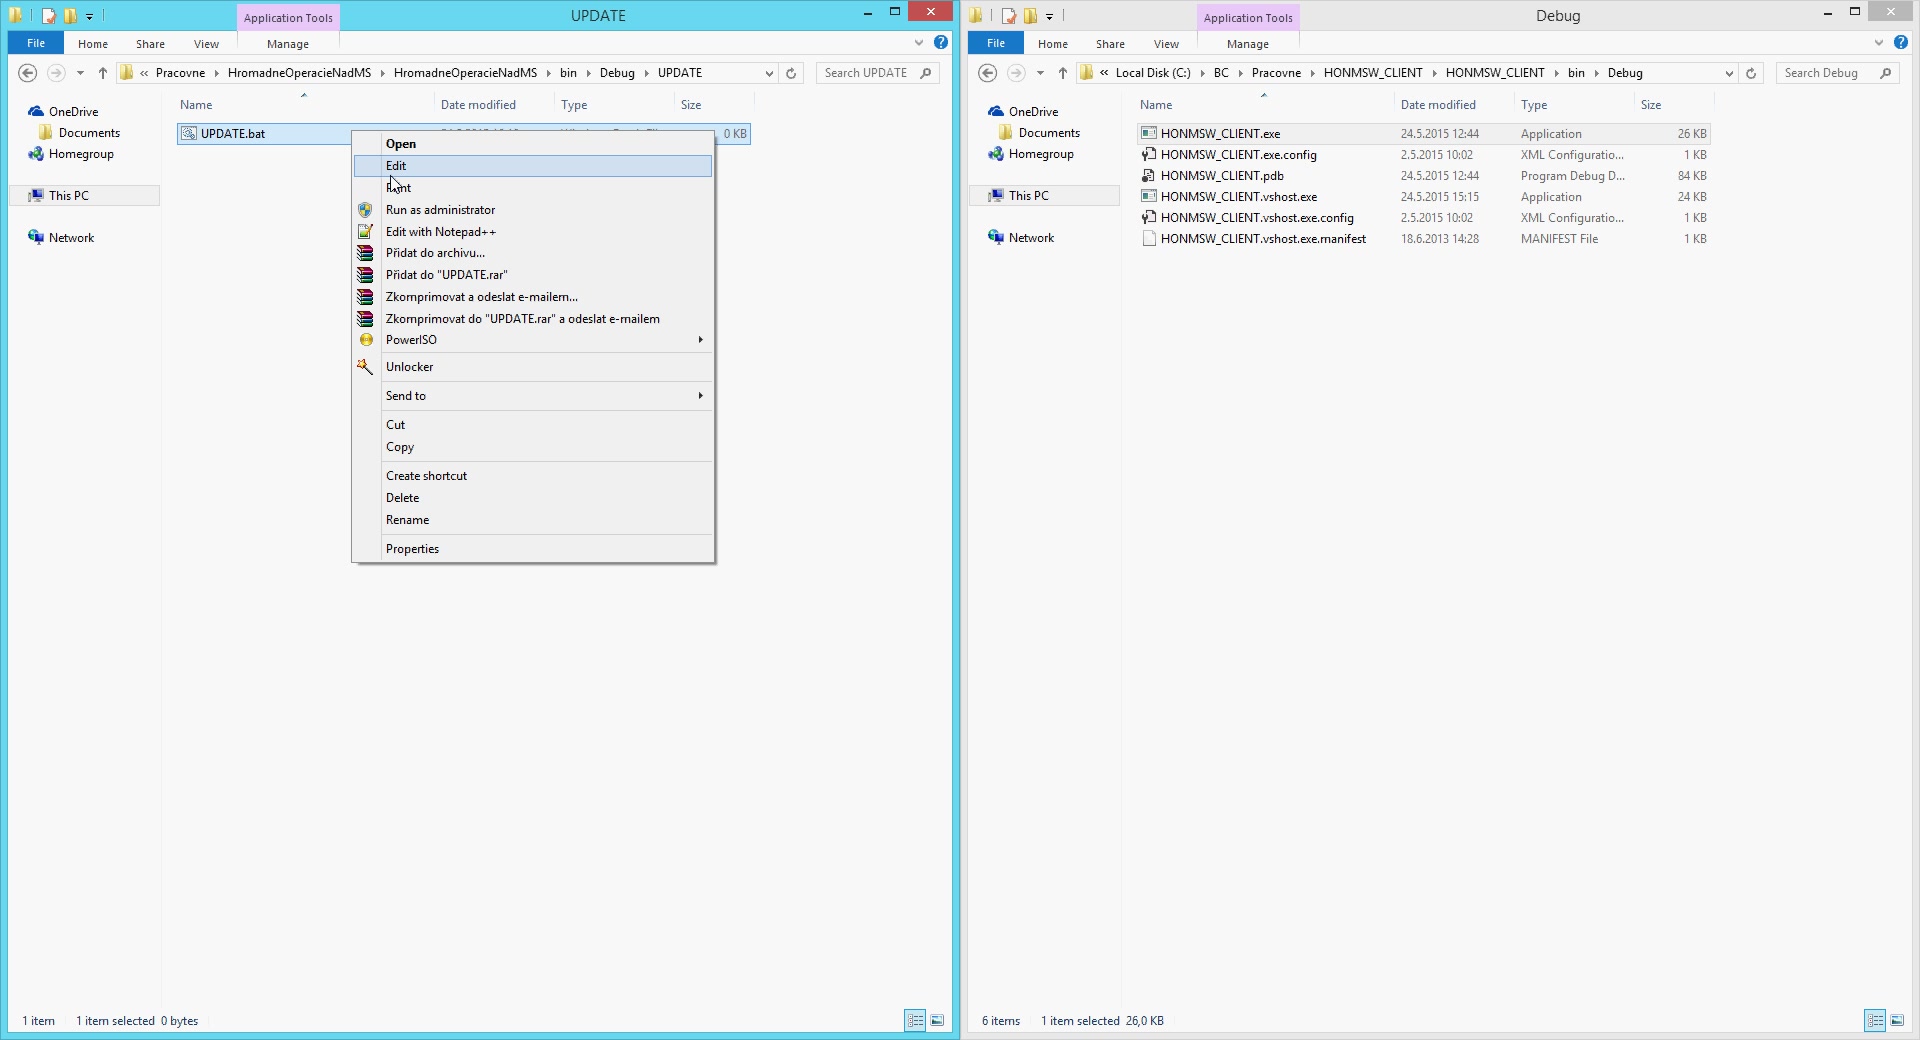 Application Tools
UPDATE
File
Home
Share
View
Manage
« Pracovne HromadneOperacieNadMS HromadneOperacieNadMS bin Debug UPDATE
Search UPDATE
OneDrive
Documents
Homegroup
This PC
Network
Name
Date modified
Type
Size
UPDATE.bat
0 KB
Open
Edit
Print
Run as administrator
Edit with Notepad++
Přidat do archivu...
Přidat do "UPDATE.rar"
Zkomprimovat a odeslat e-mailem...
Zkomprimovat do "UPDATE.rar" a odeslat e-mailem
PowerISO
Unlocker
Send to
Cut
Copy
Create shortcut
Delete
Rename
Properties
1 item
1 item selected 0 bytes
Application Tools
Debug
File
Home
Share
View
Manage
« Local Disk (C:) BC Pracovne HONMSW_CLIENT HONMSW_CLIENT bin Debug
Search Debug
OneDrive
Documents
Homegroup
This PC
Network
Name
Date modified
Type
Size
HONMSW_CLIENT.exe 24.5.2015 12:44 Application 26 KB
HONMSW_CLIENT.exe.config 2.5.2015 10:02 XML Configuratio... 1 KB
HONMSW_CLIENT.pdb 24.5.2015 12:44 Program Debug D... 84 KB
HONMSW_CLIENT.vshost.exe 24.5.2015 15:15 Application 24 KB
HONMSW_CLIENT.vshost.exe.config 2.5.2015 10:02 XML Configuratio... 1 KB
HONMSW_CLIENT.vshost.exe.manifest 18.6.2013 14:28 MANIFEST File 1 KB
6 items
1 item selected 26,0 KB